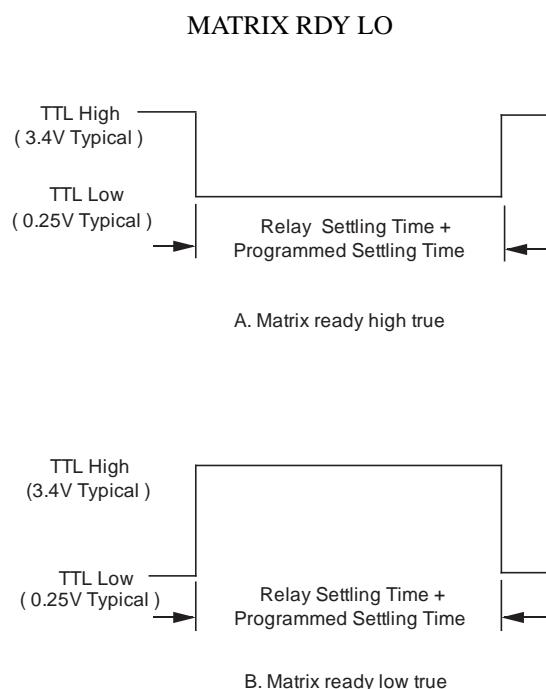 MATRIX RDY LO
TTL High
( 3.4V Typical )
TTL Low
( 0.25V Typical )
Relay Settling Time +
Programmed Settling Time
A. Matrix ready high true
TTL High
(3.4V Typical )
TTL Low
( 0.25V Typical )
Relay Settling Time +
Programmed Settling Time
B. Matrix ready low true